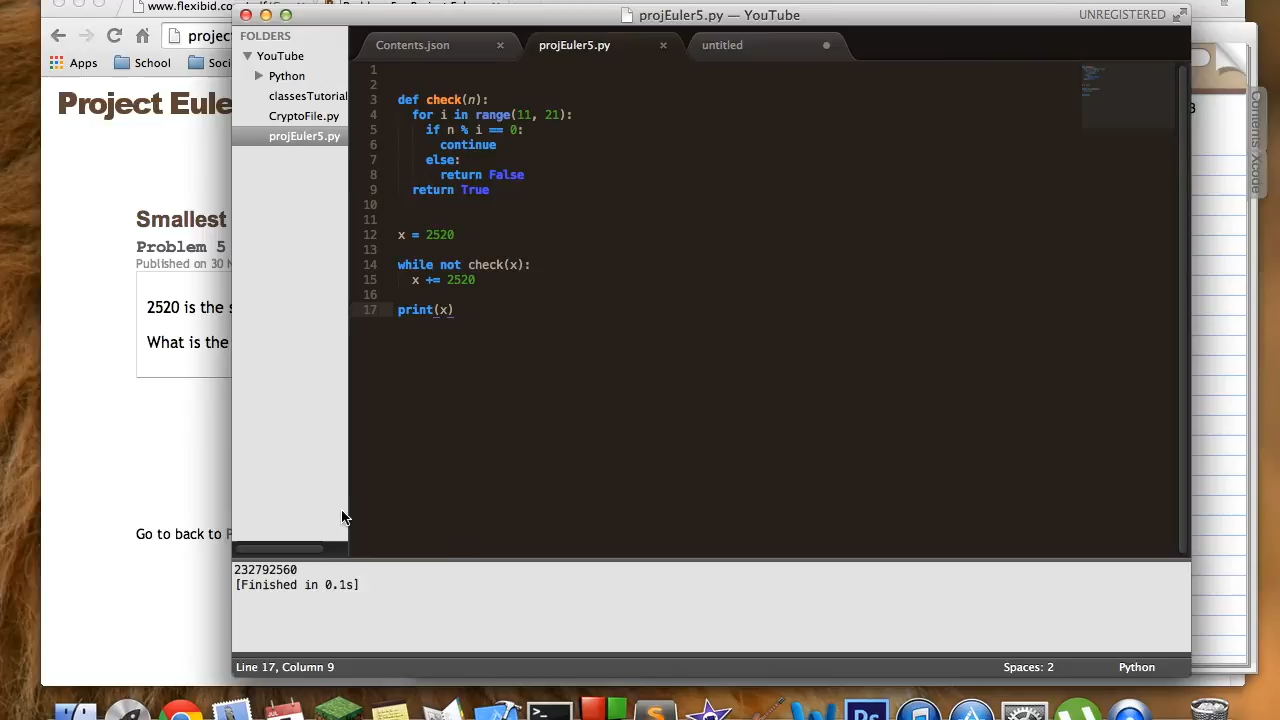 www.flexibid.co
projEuler5.py — YouTube
UNREGISTERED
FOLDERS
Contents.json
projEuler5.py
untitled
project
YouTube
Apps
School
Soci
Python
classesTutorial
CryptoFile.py
projEuler5.py
Project Eule
1
2
3 def check(n):
4 for i in range(11, 21):
5 if n % i == 0:
6 continue
7 else:
8 return False
9 return True
10
11
12 x = 2520
13
14 while not check(x):
15 x += 2520
16
17 print(x)
Smallest
Problem 5
Published on 30 N
2520 is the s
What is the
Go to back to P
Contents
Xcode
3
232792560
[Finished in 0.1s]
Line 17, Column 9
Spaces: 2
Python
Ps